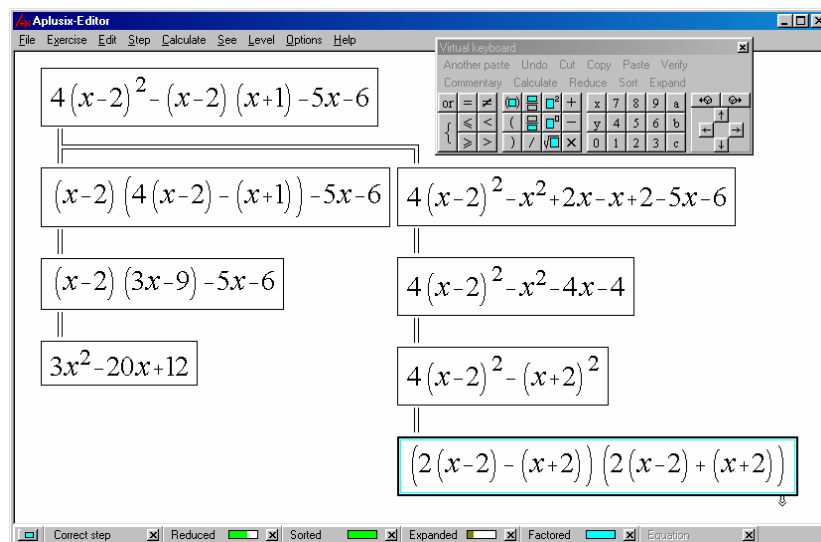 Aplusix-Editor
File Exercise Edit Step Calculate See Level Options Help
Virtual keyboard
Another paste Undo Cut Copy Paste Verify
Commentary Calculate Reduce Sort Expand
or = ≠ (□) □² + x 7 8 9 a
{ ⩽ < ( □⁰ − y 4 5 6 b
⩾ > ) / √□ × 0 1 2 3 c
4(x−2)²−(x−2)(x+1)−5x−6
(x−2)(4(x−2)−(x+1))−5x−6
4(x−2)²−x²+2x−x+2−5x−6
(x−2)(3x−9)−5x−6
4(x−2)²−x²−4x−4
3x²−20x+12
4(x−2)²−(x+2)²
(2(x−2)−(x+2))(2(x−2)+(x+2))
Correct step Reduced Sorted Expanded Factored Equation